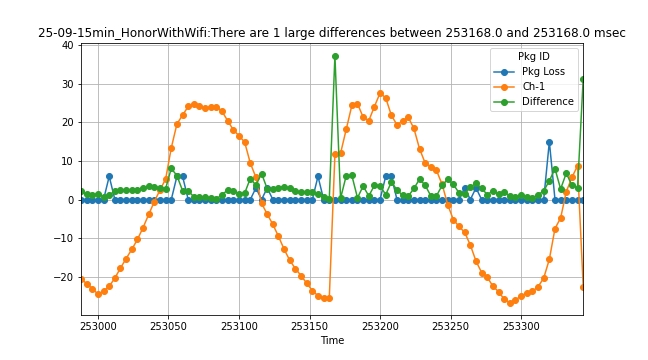 25-09-15min_HonorWithWifi:There are 1 large differences between 253168.0 and 253168.0 msec
40
30
20
10
0
−10
−20
Pkg ID
Pkg Loss
Ch-1
Difference
253000 253050 253100 253150 253200 253250 253300
Time